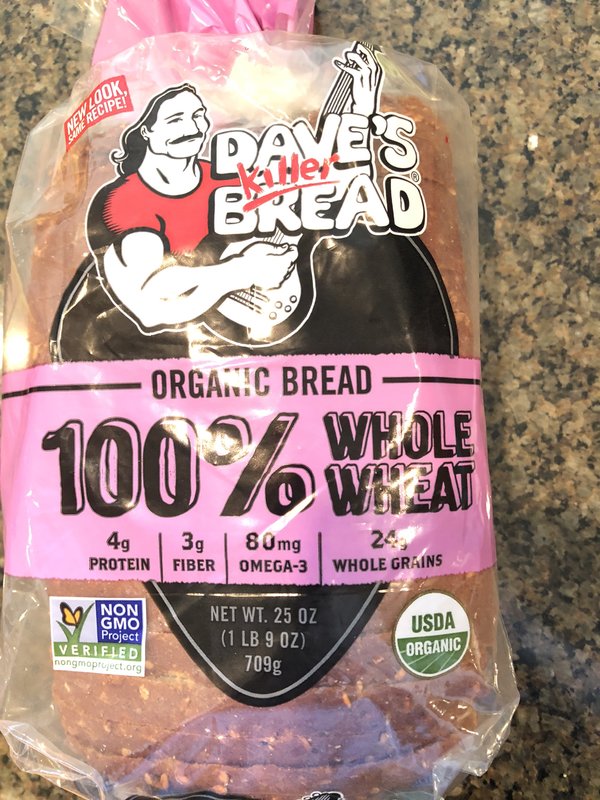 NEW LOOK,
SAME RECIPE!
DAVE'S
killer
BREAD®
ORGANIC BREAD
100% WHOLE
WHEAT
4g PROTEIN
3g FIBER
80mg OMEGA-3
24g WHOLE GRAINS
NON
GMO
Project
VERIFIED
nongmoproject.org
NET WT. 25 OZ
(1 LB 9 OZ)
709g
USDA
ORGANIC